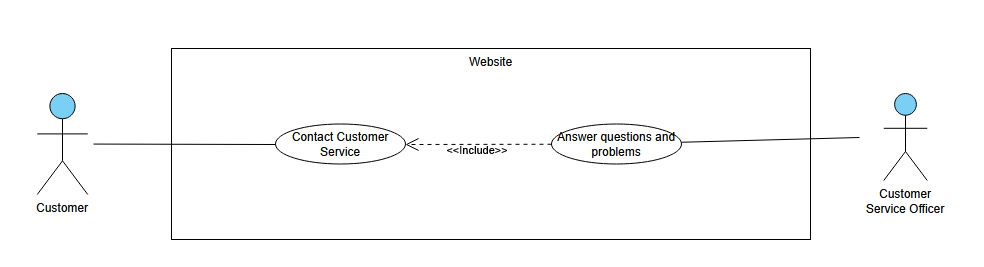 Website
Contact Customer
Service
<<Include>>
Answer questions and
problems
Customer
Customer
Service Officer